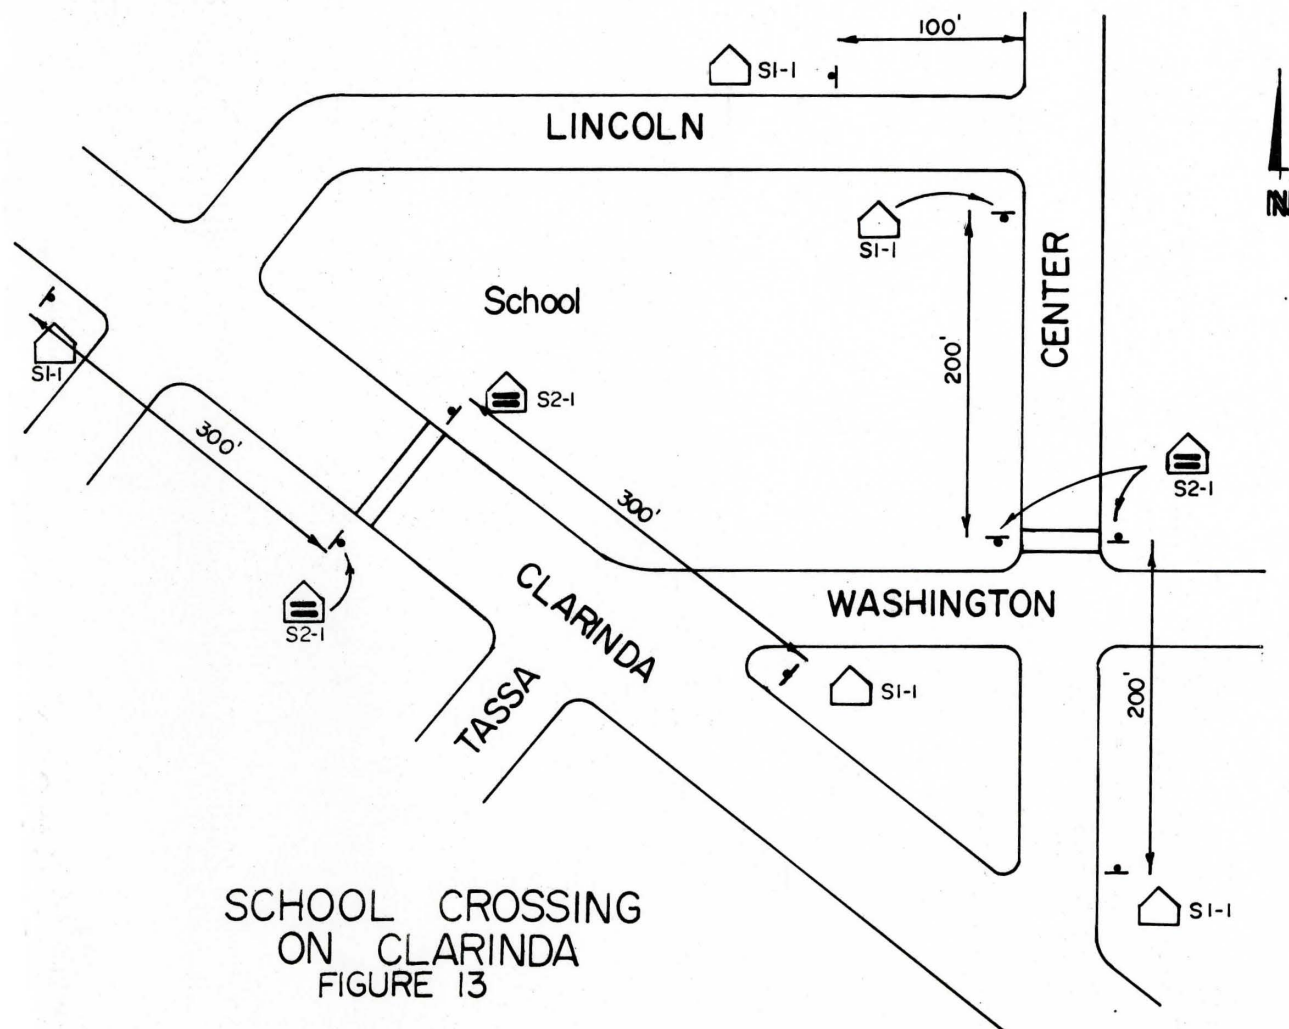 100'
S1-1
LINCOLN
N
S1-1
CENTER
School
200'
S1-1
S2-1
300'
S2-1
300'
CLARINDA
WASHINGTON
S2-1
TASSA
S1-1
200'
S1-1
SCHOOL CROSSING
ON CLARINDA
FIGURE 13